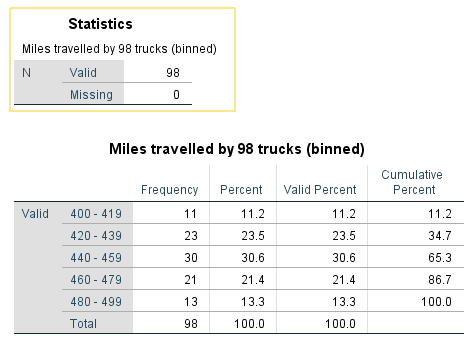 Statistics
Miles travelled by 98 trucks (binned)
N Valid 98
Missing 0
Miles travelled by 98 trucks (binned)
Frequency Percent Valid Percent Cumulative Percent
Valid 400 - 419 11 11.2 11.2 11.2
420 - 439 23 23.5 23.5 34.7
440 - 459 30 30.6 30.6 65.3
460 - 479 21 21.4 21.4 86.7
480 - 499 13 13.3 13.3 100.0
Total 98 100.0 100.0